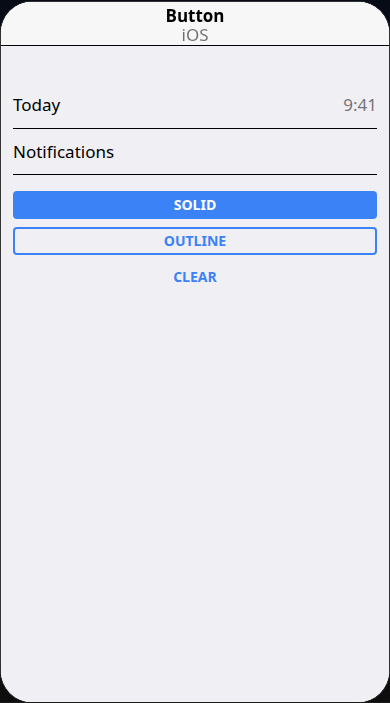 Button
iOS
Today 9:41
Notifications
SOLID
OUTLINE
CLEAR